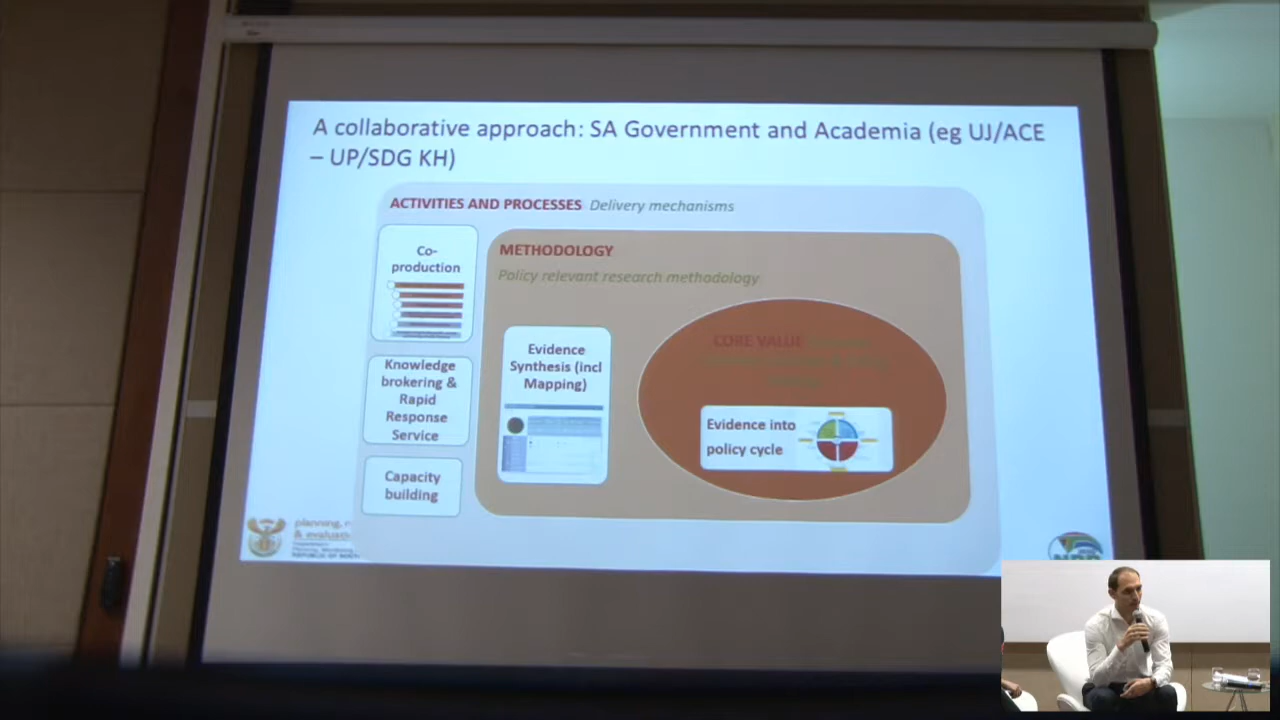 A collaborative approach: SA Government and Academia (eg UJ/ACE
– UP/SDG KH)
ACTIVITIES AND PROCESSES Delivery mechanisms
Co-
production
METHODOLOGY
Policy relevant research methodology
CORE VALUE
Evidence
Synthesis (incl
Mapping)
Knowledge
brokering &
Rapid
Response
Service
Evidence into
policy cycle
Capacity
building
planning,
& evaluati